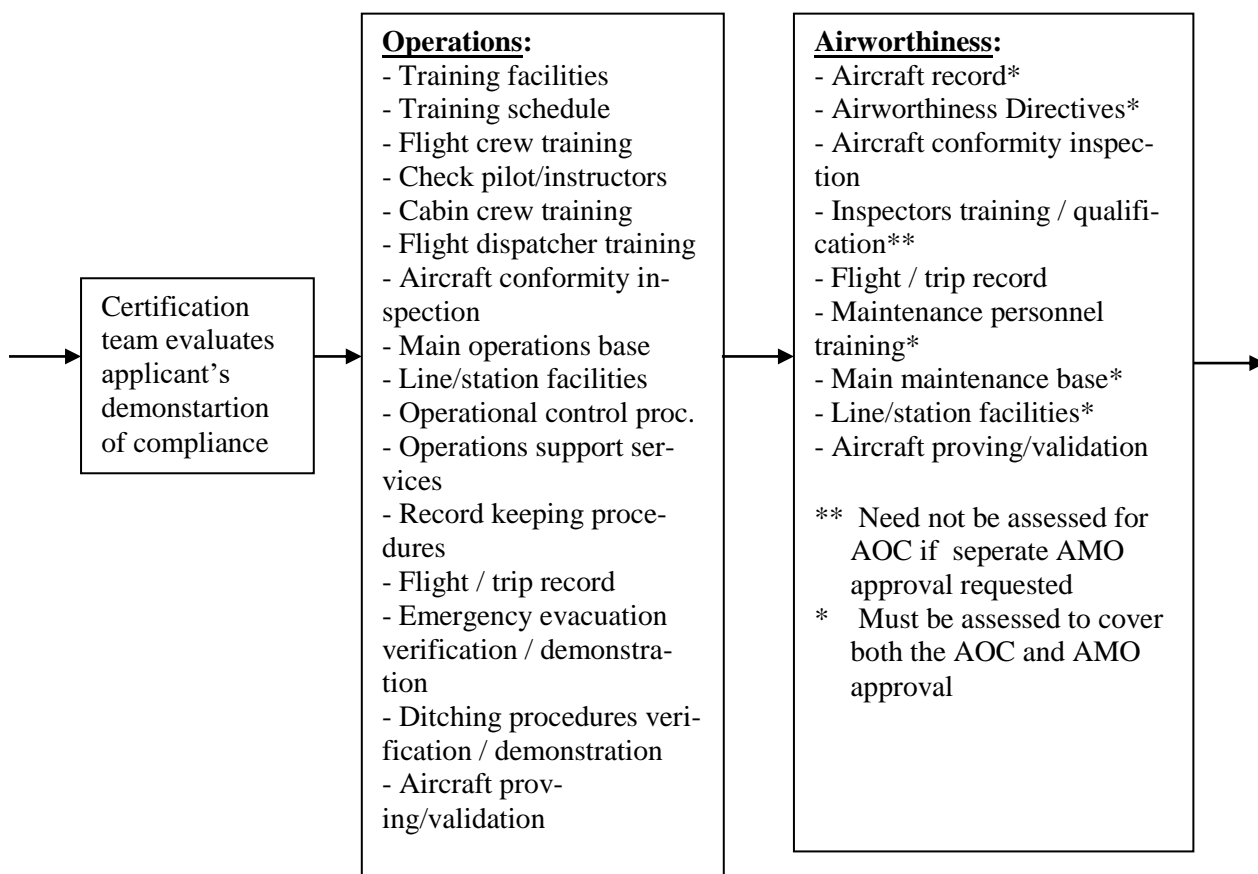 Certification
team evaluates
applicant's
demonstartion
of compliance
Operations:
- Training facilities
- Training schedule
- Flight crew training
- Check pilot/instructors
- Cabin crew training
- Flight dispatcher training
- Aircraft conformity in-
spection
- Main operations base
- Line/station facilities
- Operational control proc.
- Operations support ser-
vices
- Record keeping proce-
dures
- Flight / trip record
- Emergency evacuation
verification / demonstra-
tion
- Ditching procedures veri-
fication / demonstration
- Aircraft prov-
ing/validation
Airworthiness:
- Aircraft record*
- Airworthiness Directives*
- Aircraft conformity inspec-
tion
- Inspectors training / qualifi-
cation**
- Flight / trip record
- Maintenance personnel
training*
- Main maintenance base*
- Line/station facilities*
- Aircraft proving/validation
** Need not be assessed for
AOC if seperate AMO
approval requested
* Must be assessed to cover
both the AOC and AMO
approval